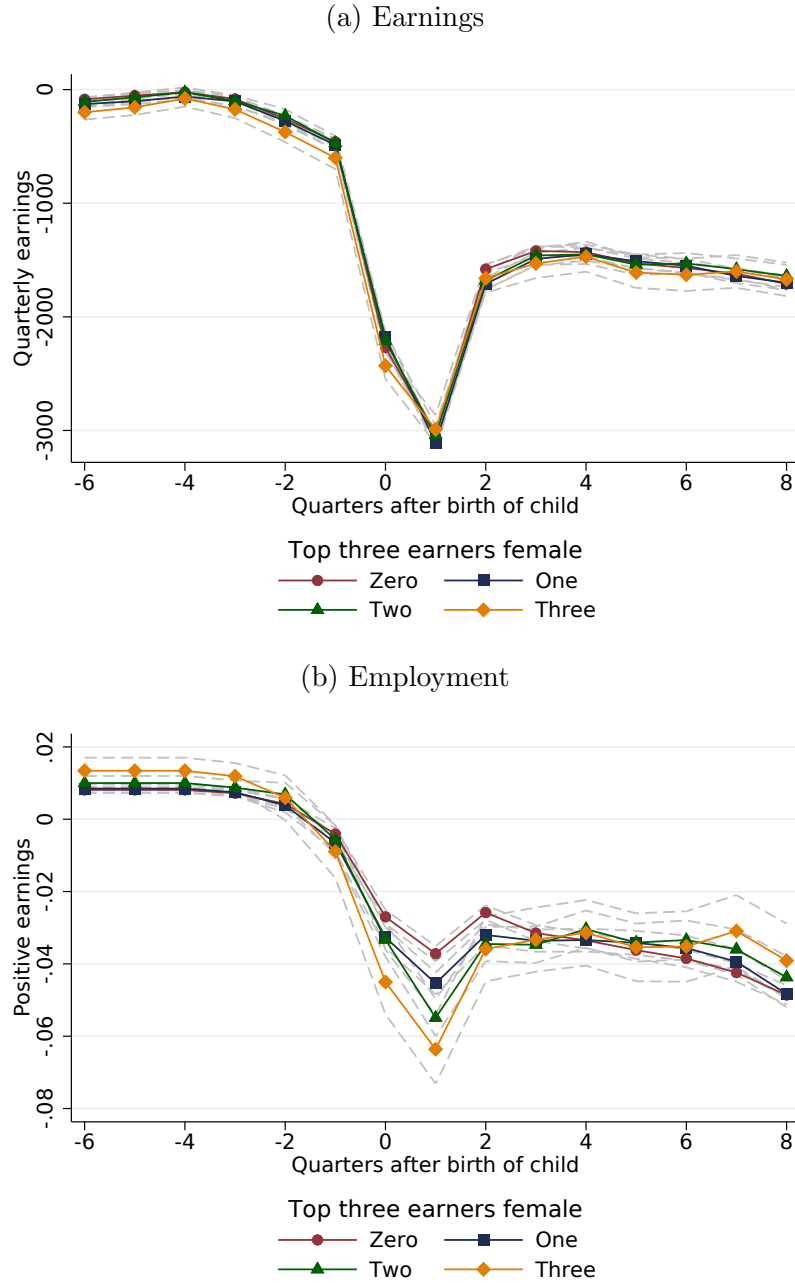 (a) Earnings
0
-1000
-2000
-3000
Quarterly earnings
-6 -4 -2 0 2 4 6 8
Quarters after birth of child
Top three earners female
Zero One
Two Three
(b) Employment
.02
0
-.02
-.04
-.06
-.08
Positive earnings
-6 -4 -2 0 2 4 6 8
Quarters after birth of child
Top three earners female
Zero One
Two Three